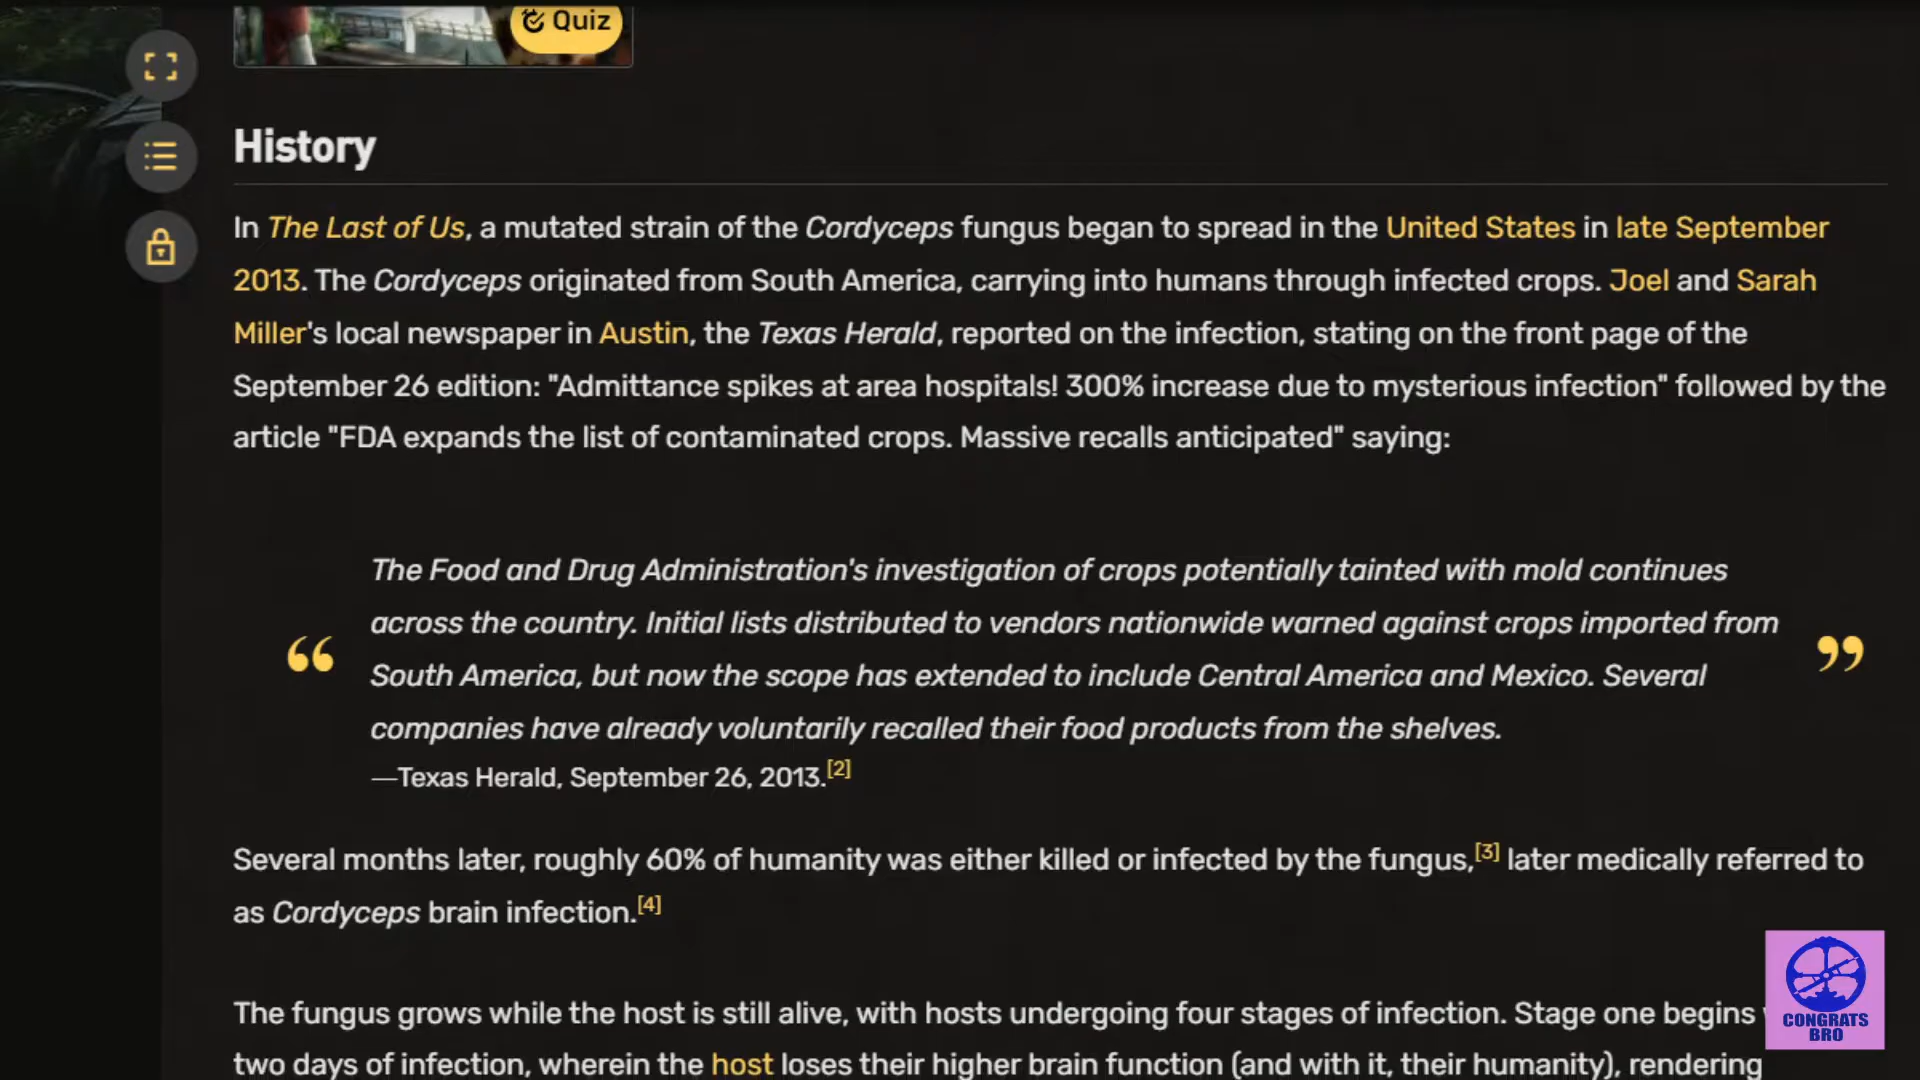 Quiz
History
In The Last of Us, a mutated strain of the Cordyceps fungus began to spread in the United States in late September
2013. The Cordyceps originated from South America, carrying into humans through infected crops. Joel and Sarah
Miller's local newspaper in Austin, the Texas Herald, reported on the infection, stating on the front page of the
September 26 edition: "Admittance spikes at area hospitals! 300% increase due to mysterious infection" followed by the
article "FDA expands the list of contaminated crops. Massive recalls anticipated" saying:
The Food and Drug Administration's investigation of crops potentially tainted with mold continues
across the country. Initial lists distributed to vendors nationwide warned against crops imported from
“ South America, but now the scope has extended to include Central America and Mexico. Several ”
companies have already voluntarily recalled their food products from the shelves.
—Texas Herald, September 26, 2013.[2]
Several months later, roughly 60% of humanity was either killed or infected by the fungus,[3] later medically referred to
as Cordyceps brain infection.[4]
The fungus grows while the host is still alive, with hosts undergoing four stages of infection. Stage one begins
two days of infection, wherein the host loses their higher brain function (and with it, their humanity), rendering
CONGRATS
BRO